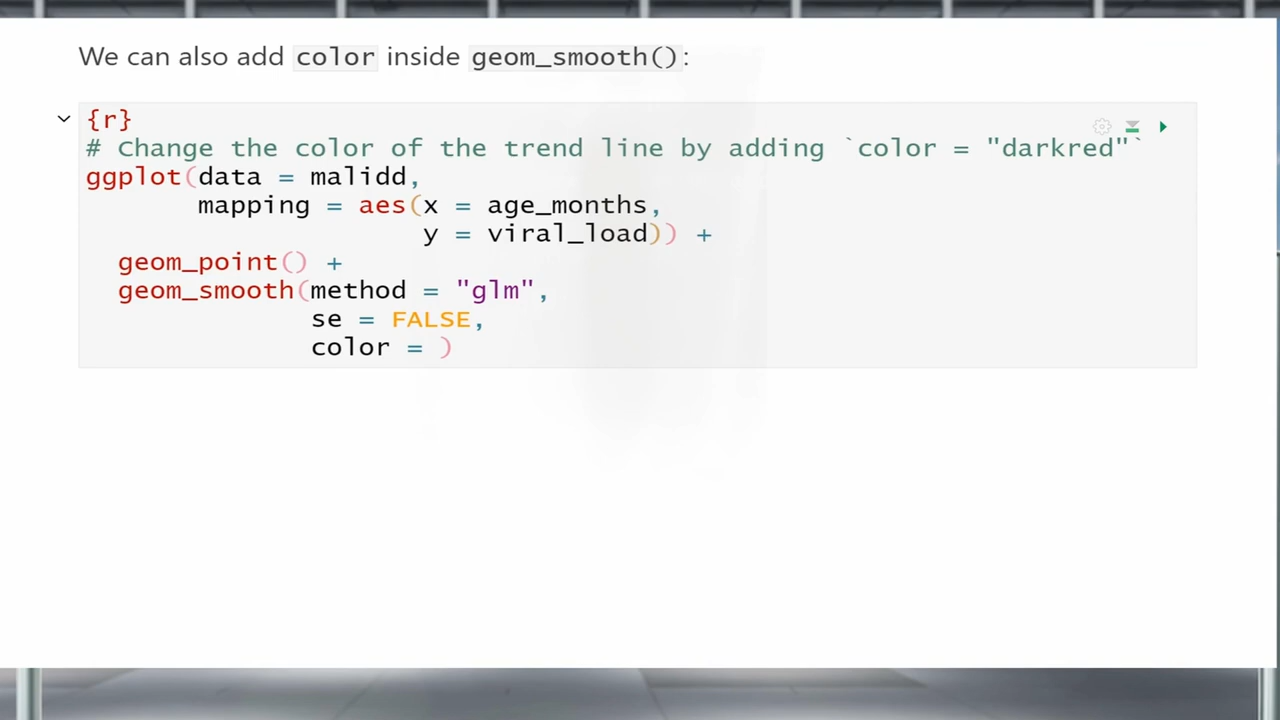 We can also add color inside geom_smooth():
{r}
# Change the color of the trend line by adding `color = "darkred"`
ggplot(data = malidd,
mapping = aes(x = age_months,
y = viral_load)) +
geom_point() +
geom_smooth(method = "glm",
se = FALSE,
color = )